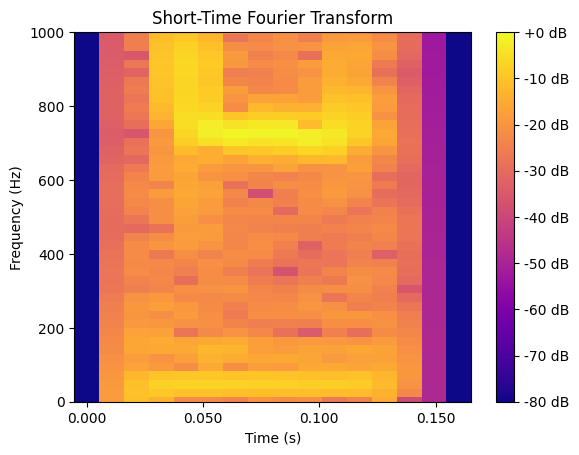 Short-Time Fourier Transform
1000
800
600
400
200
0
Frequency (Hz)
0.000
0.050
0.100
0.150
Time (s)
+0 dB
-10 dB
-20 dB
-30 dB
-40 dB
-50 dB
-60 dB
-70 dB
-80 dB